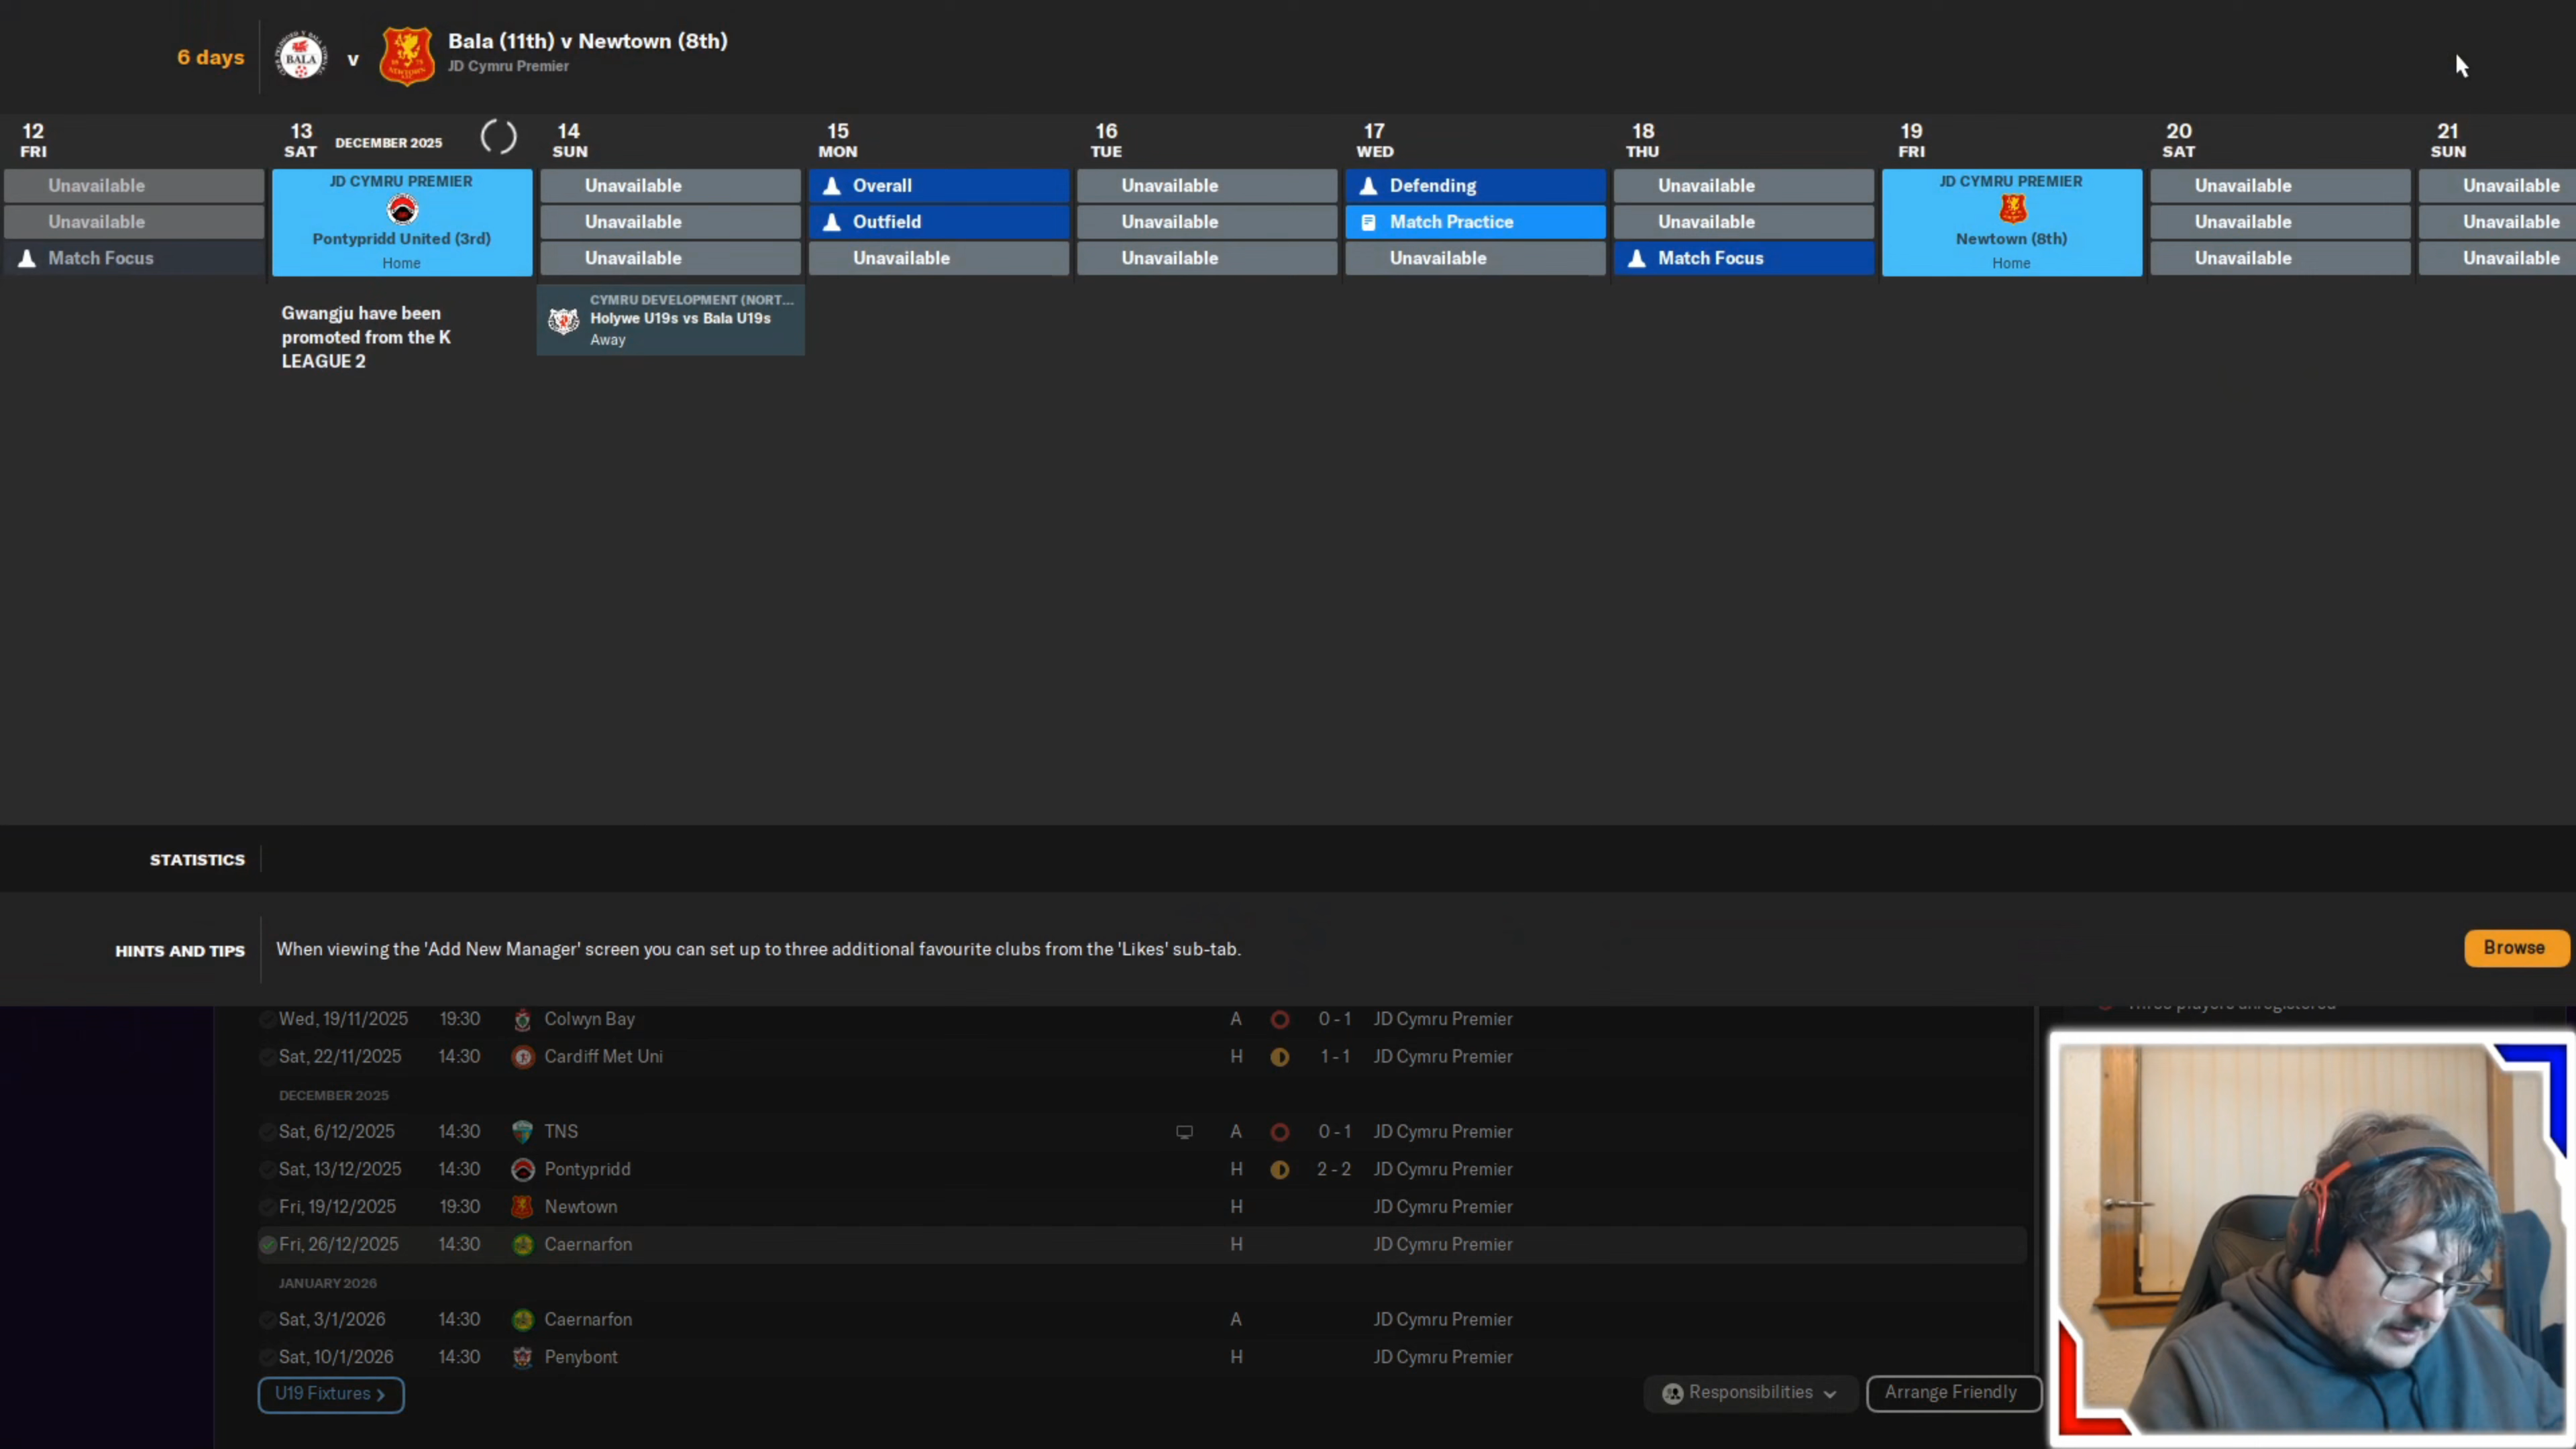 6 days
BALA
v
NEWTOWN
Bala (11th) v Newtown (8th)
JD Cymru Premier
12
FRI
13
SAT
DECEMBER 2025
14
SUN
15
MON
16
TUE
17
WED
18
THU
19
FRI
20
SAT
21
SUN
Unavailable
Unavailable
Match Focus
JD CYMRU PREMIER
Pontypridd United (3rd)
Home
Unavailable
Unavailable
Unavailable
Overall
Outfield
Unavailable
Unavailable
Unavailable
Unavailable
Defending
Match Practice
Unavailable
Unavailable
Unavailable
Match Focus
JD CYMRU PREMIER
Newtown (8th)
Home
Unavailable
Unavailable
Unavailable
Unavailable
Unavailable
Unavailable
Gwangju have been
promoted from the K
LEAGUE 2
CYMRU DEVELOPMENT (NORT...
Holywe U19s vs Bala U19s
Away
STATISTICS
HINTS AND TIPS
When viewing the 'Add New Manager' screen you can set up to three additional favourite clubs from the 'Likes' sub-tab.
Browse
Three players unregistered
Wed, 19/11/2025 19:30 Colwyn Bay A 0 - 1 JD Cymru Premier
Sat, 22/11/2025 14:30 Cardiff Met Uni H 1 - 1 JD Cymru Premier
DECEMBER 2025
Sat, 6/12/2025 14:30 TNS A 0 - 1 JD Cymru Premier
Sat, 13/12/2025 14:30 Pontypridd H 2 - 2 JD Cymru Premier
Fri, 19/12/2025 19:30 Newtown H JD Cymru Premier
Fri, 26/12/2025 14:30 Caernarfon H JD Cymru Premier
JANUARY 2026
Sat, 3/1/2026 14:30 Caernarfon A JD Cymru Premier
Sat, 10/1/2026 14:30 Penybont H JD Cymru Premier
U19 Fixtures >
Responsibilities
Arrange Friendly